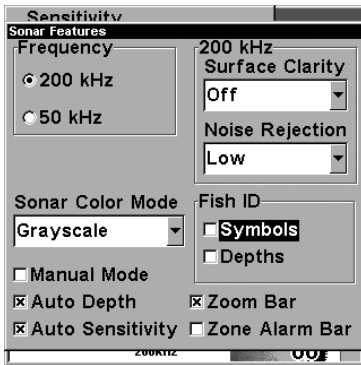 Sensitivity
Sonar Features
Frequency
200 kHz
50 kHz
200 kHz
Surface Clarity
Off
Noise Rejection
Low
Sonar Color Mode
Grayscale
Fish ID
Symbols
Depths
Manual Mode
Auto Depth
Zoom Bar
Auto Sensitivity
Zone Alarm Bar
200kHz